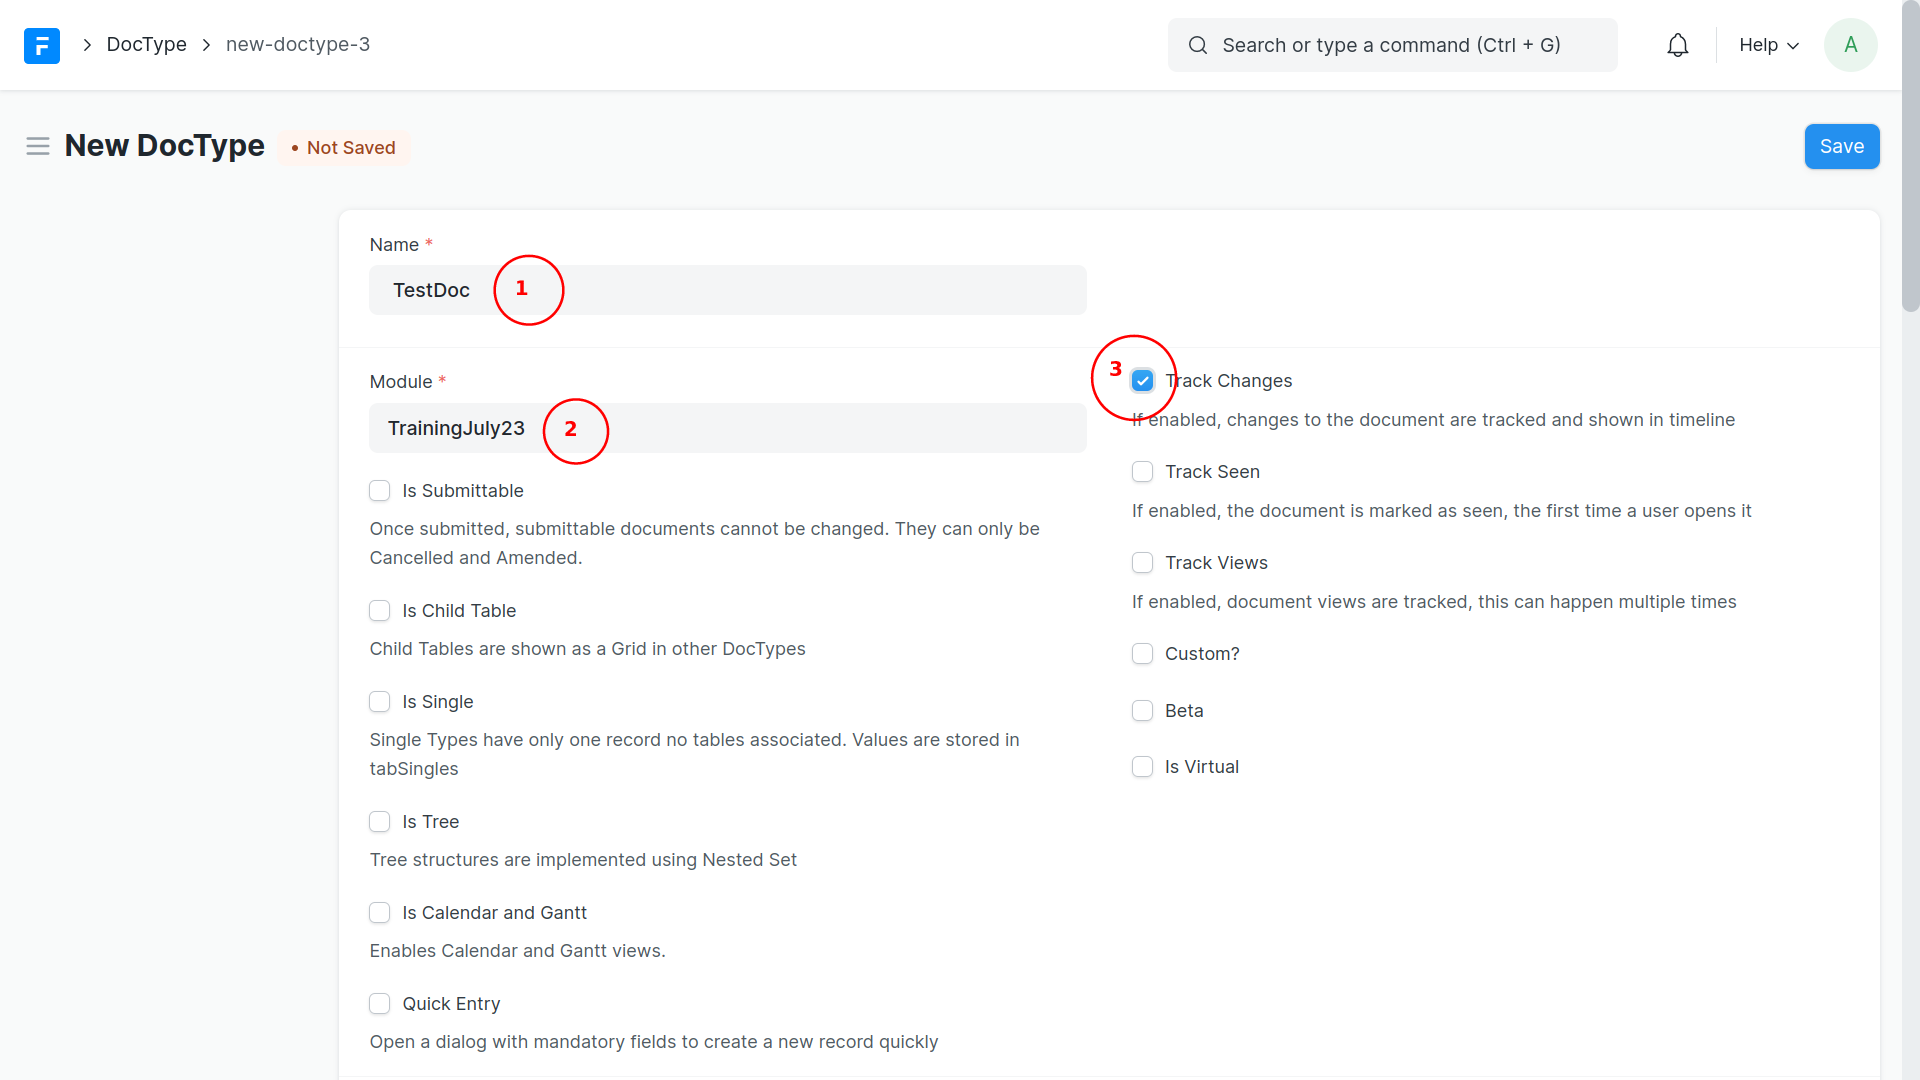 F
DocType
new-doctype-3
Search or type a command (Ctrl + G)
Help
A
New DocType
• Not Saved
Save
Name *
TestDoc
1
Module *
TrainingJuly23
2
Is Submittable
Once submitted, submittable documents cannot be changed. They can only be
Cancelled and Amended.
Is Child Table
Child Tables are shown as a Grid in other DocTypes
Is Single
Single Types have only one record no tables associated. Values are stored in
tabSingles
Is Tree
Tree structures are implemented using Nested Set
Is Calendar and Gantt
Enables Calendar and Gantt views.
Quick Entry
Open a dialog with mandatory fields to create a new record quickly
3
Track Changes
If enabled, changes to the document are tracked and shown in timeline
Track Seen
If enabled, the document is marked as seen, the first time a user opens it
Track Views
If enabled, document views are tracked, this can happen multiple times
Custom?
Beta
Is Virtual